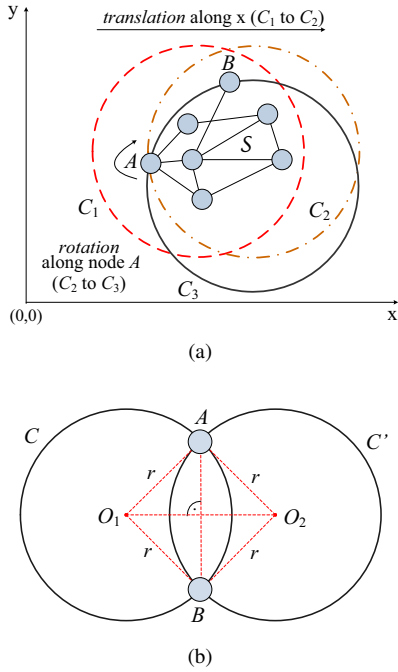 y
translation along x (C1 to C2)
B
A
S
C1
C2
rotation
along node A
(C2 to C3)
C3
(0,0)
x
(a)
A
C
C'
r
r
O1
O2
r
r
B
(b)